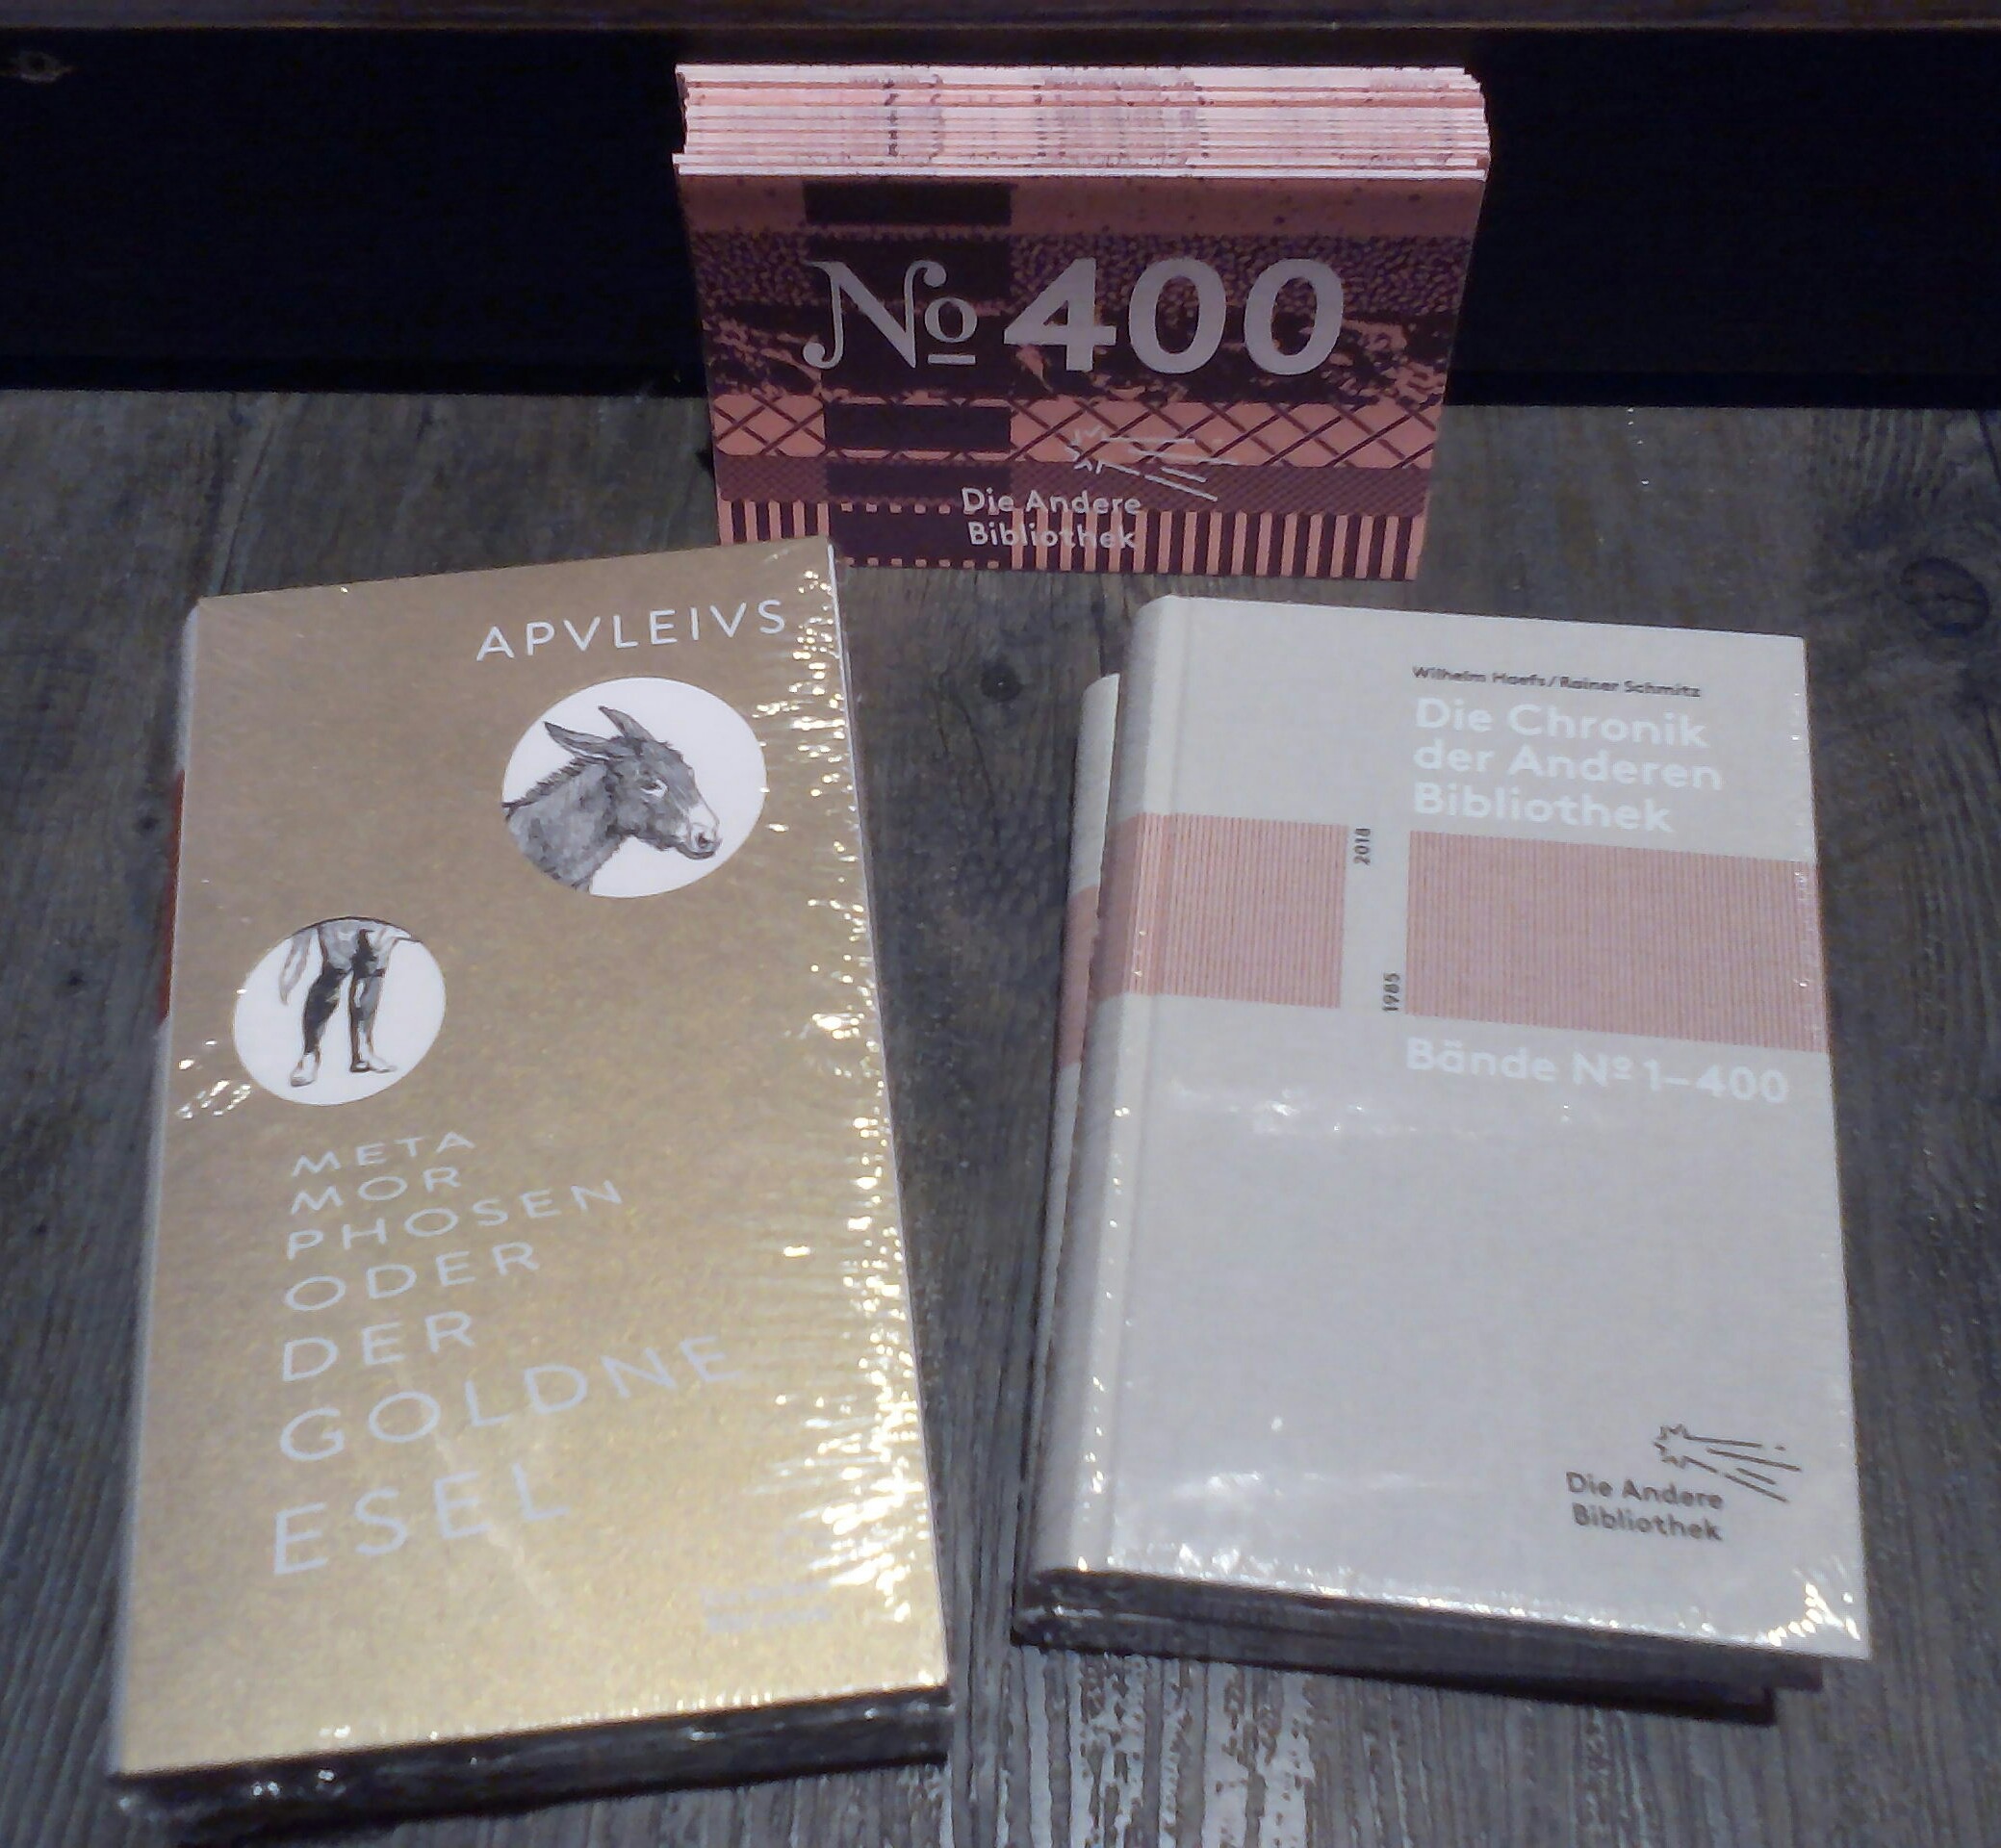 № 400
Die Andere
Bibliothek
APVLEIVS
META
MOR
PHOSEN
ODER
DER
GOLDNE
ESEL
Wilhelm Haefs/Rainer Schmitz
Die Chronik
der Anderen
Bibliothek
2018
1985
Bände № 1–400
Die Andere
Bibliothek